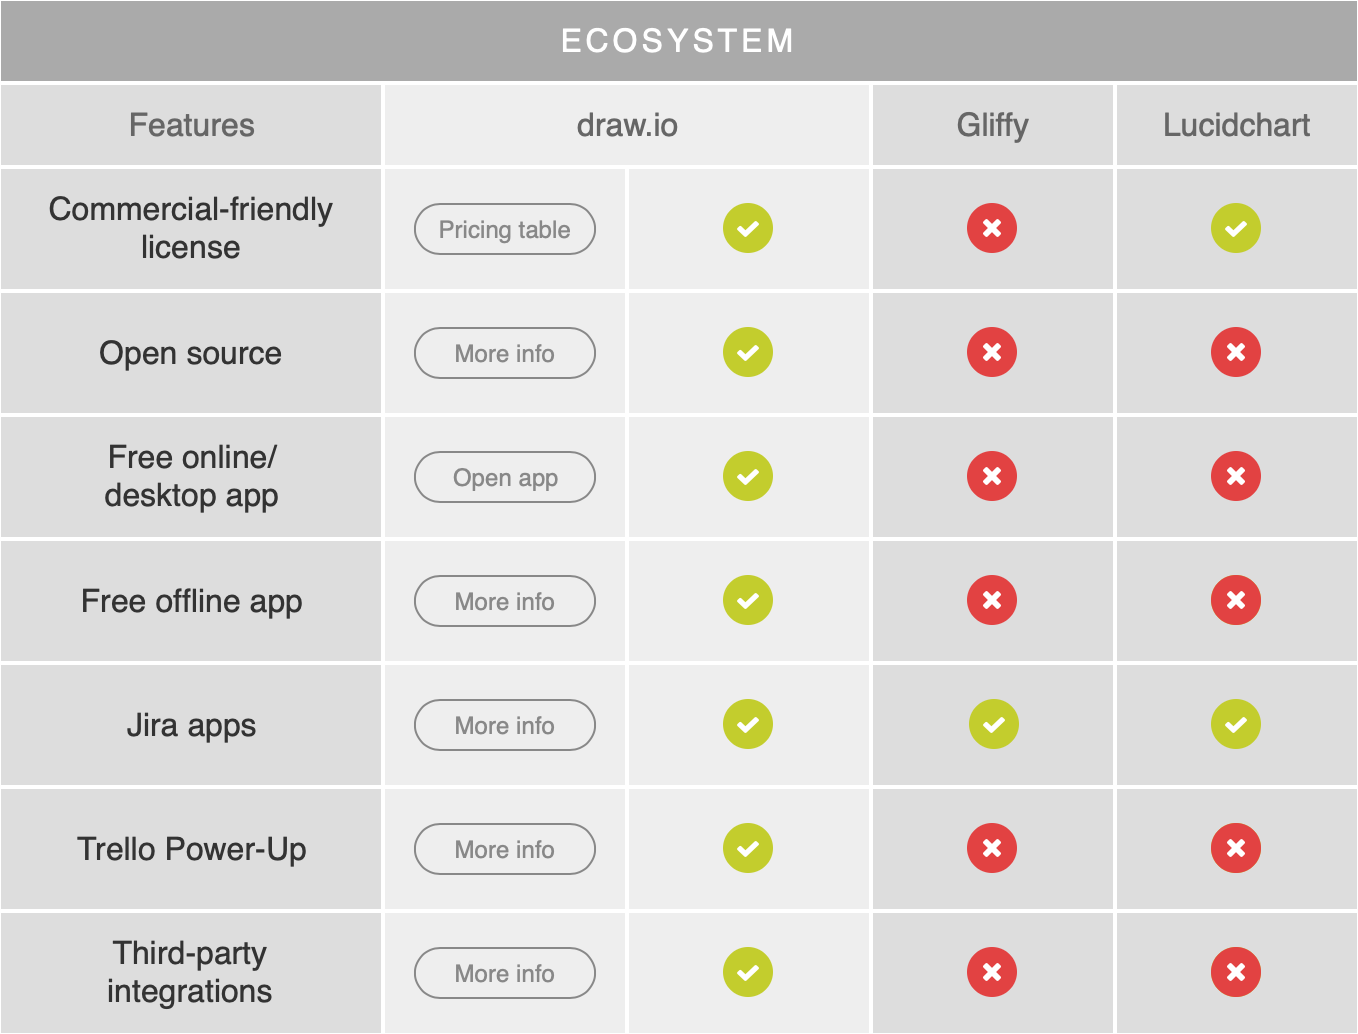 ECOSYSTEM
Features
draw.io
Gliffy
Lucidchart
Commercial-friendly
license
Pricing table
Open source
More info
Free online/
desktop app
Open app
Free offline app
More info
Jira apps
More info
Trello Power-Up
More info
Third-party
integrations
More info